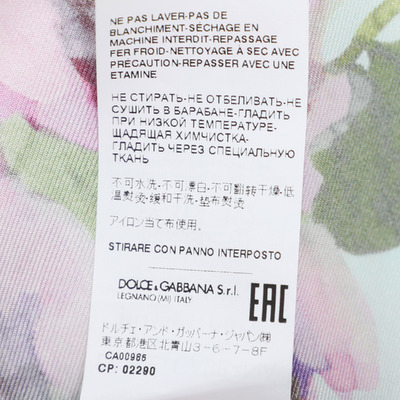 NE PAS LAVER-PAS DE
BLANCHIMENT-SÉCHAGE EN
MACHINE INTERDIT-REPASSAGE
FER FROID-NETTOYAGE À SEC AVEC
PRÉCAUTION-REPASSER AVEC UNE
ETAMINE
НЕ СТИРАТЬ-НЕ ОТБЕЛИВАТЬ-НЕ
СУШИТЬ В БАРАБАНЕ-ГЛАДИТЬ
ПРИ НИЗКОЙ ТЕМПЕРАТУРЕ-
ЩАДЯЩАЯ ХИМЧИСТКА-
ГЛАДИТЬ ЧЕРЕЗ СПЕЦИАЛЬНУЮ
ТКАНЬ
不可水洗-不可漂白-不可翻转干燥-低
温熨烫-缓和干洗-垫布熨烫
アイロン当て布使用。
STIRARE CON PANNO INTERPOSTO
DOLCE & GABBANA S.r.l.
LEGNANO (MI) ITALY
EAC
ドルチェ・アンド・ガッバーナ・ジャパン㈱
東京都港区北青山3-6-7-8F
CA00985
CP: 02290